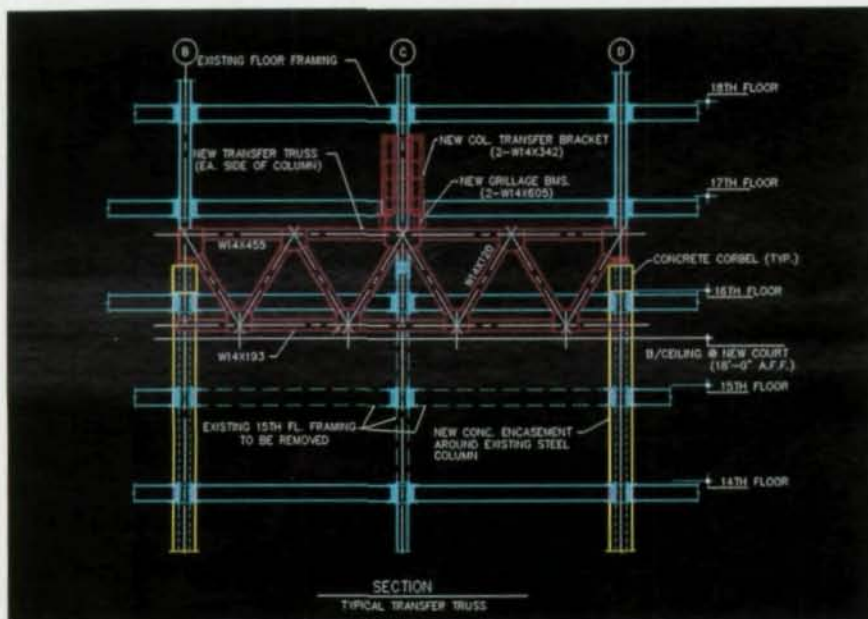 B
C
D
EXISTING FLOOR FRAMING
18TH FLOOR
NEW TRANSFER TRUSS
(EA. SIDE OF COLUMN)
NEW COL. TRANSFER BRACKET
(2-W14X342)
NEW GRILLAGE BMS.
(2-W14X605)
17TH FLOOR
W14X455
W14X120
CONCRETE CORBEL (TYP.)
16TH FLOOR
W14X193
B/CEILING @ NEW COURT
(16'-0" A.F.F.)
15TH FLOOR
EXISTING 15TH FL. FRAMING
TO BE REMOVED
NEW CONC. ENCASEMENT
AROUND EXISTING STEEL
COLUMN
14TH FLOOR
SECTION
TYPICAL TRANSFER TRUSS